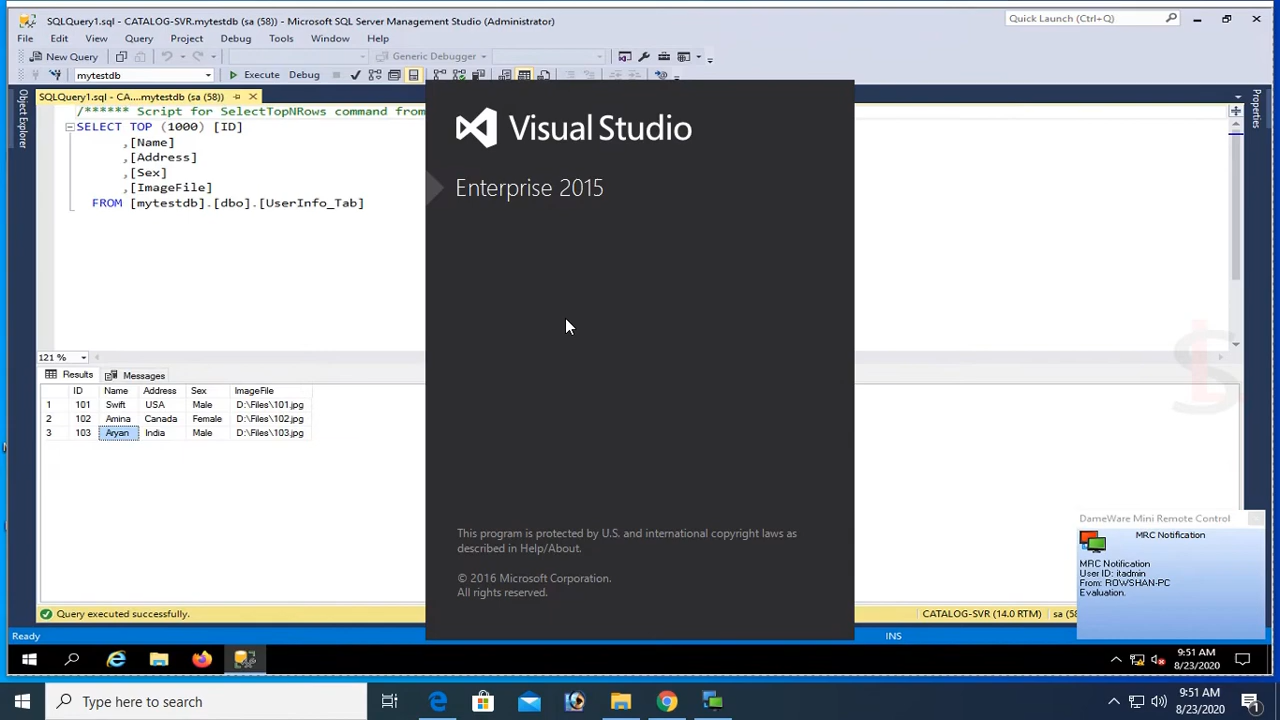 SQLQuery1.sql - CATALOG-SVR.mytestdb (sa (58)) - Microsoft SQL Server Management Studio (Administrator)
Quick Launch (Ctrl+Q)
File Edit View Query Project Debug Tools Window Help
New Query
Generic Debugger
mytestdb
Execute Debug
Object Explorer
SQLQuery1.sql - CA....mytestdb (sa (58))
Properties
/****** Script for SelectTopNRows command from
SELECT TOP (1000) [ID]
,[Name]
,[Address]
,[Sex]
,[ImageFile]
FROM [mytestdb].[dbo].[UserInfo_Tab]
Visual Studio
Enterprise 2015
121 %
Results Messages
ID Name Address Sex ImageFile
1 101 Swift USA Male D:\Files\101.jpg
2 102 Amina Canada Female D:\Files\102.jpg
3 103 Aryan India Male D:\Files\103.jpg
This program is protected by U.S. and international copyright laws as
described in Help/About.
© 2016 Microsoft Corporation.
All rights reserved.
DameWare Mini Remote Control
MRC Notification
MRC Notification
User ID: itadmin
From: ROWSHAN-PC
Evaluation.
Query executed successfully.
CATALOG-SVR (14.0 RTM) sa (58
Ready
INS
9:51 AM
8/23/2020
Type here to search
9:51 AM
8/23/2020
1